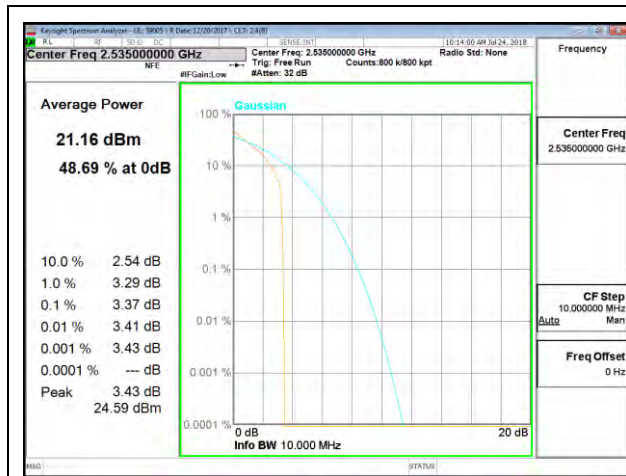 Keysight Spectrum Analyzer - UL: 39005 | R Date: 12/20/2017 | CLT: 2.4(B)
RL RF 50 Ω DC SENSE:INT 10:14:00 AM Jul 24, 2018
Center Freq 2.535000000 GHz Center Freq: 2.535000000 GHz Radio Std: None
NFE Trig: Free Run Counts:800 k/800 kpt
#IFGain:Low #Atten: 32 dB
Frequency
Average Power
21.16 dBm
48.69 % at 0dB
10.0 % 2.54 dB
1.0 % 3.29 dB
0.1 % 3.37 dB
0.01 % 3.41 dB
0.001 % 3.43 dB
0.0001 % --- dB
Peak 3.43 dB
24.59 dBm
Gaussian
100 %
10 %
1 %
0.1 %
0.01 %
0.001 %
0.0001 %
0 dB 20 dB
Info BW 10.000 MHz
Center Freq
2.535000000 GHz
CF Step
10.000000 MHz
Auto Man
Freq Offset
0 Hz
MSG STATUS